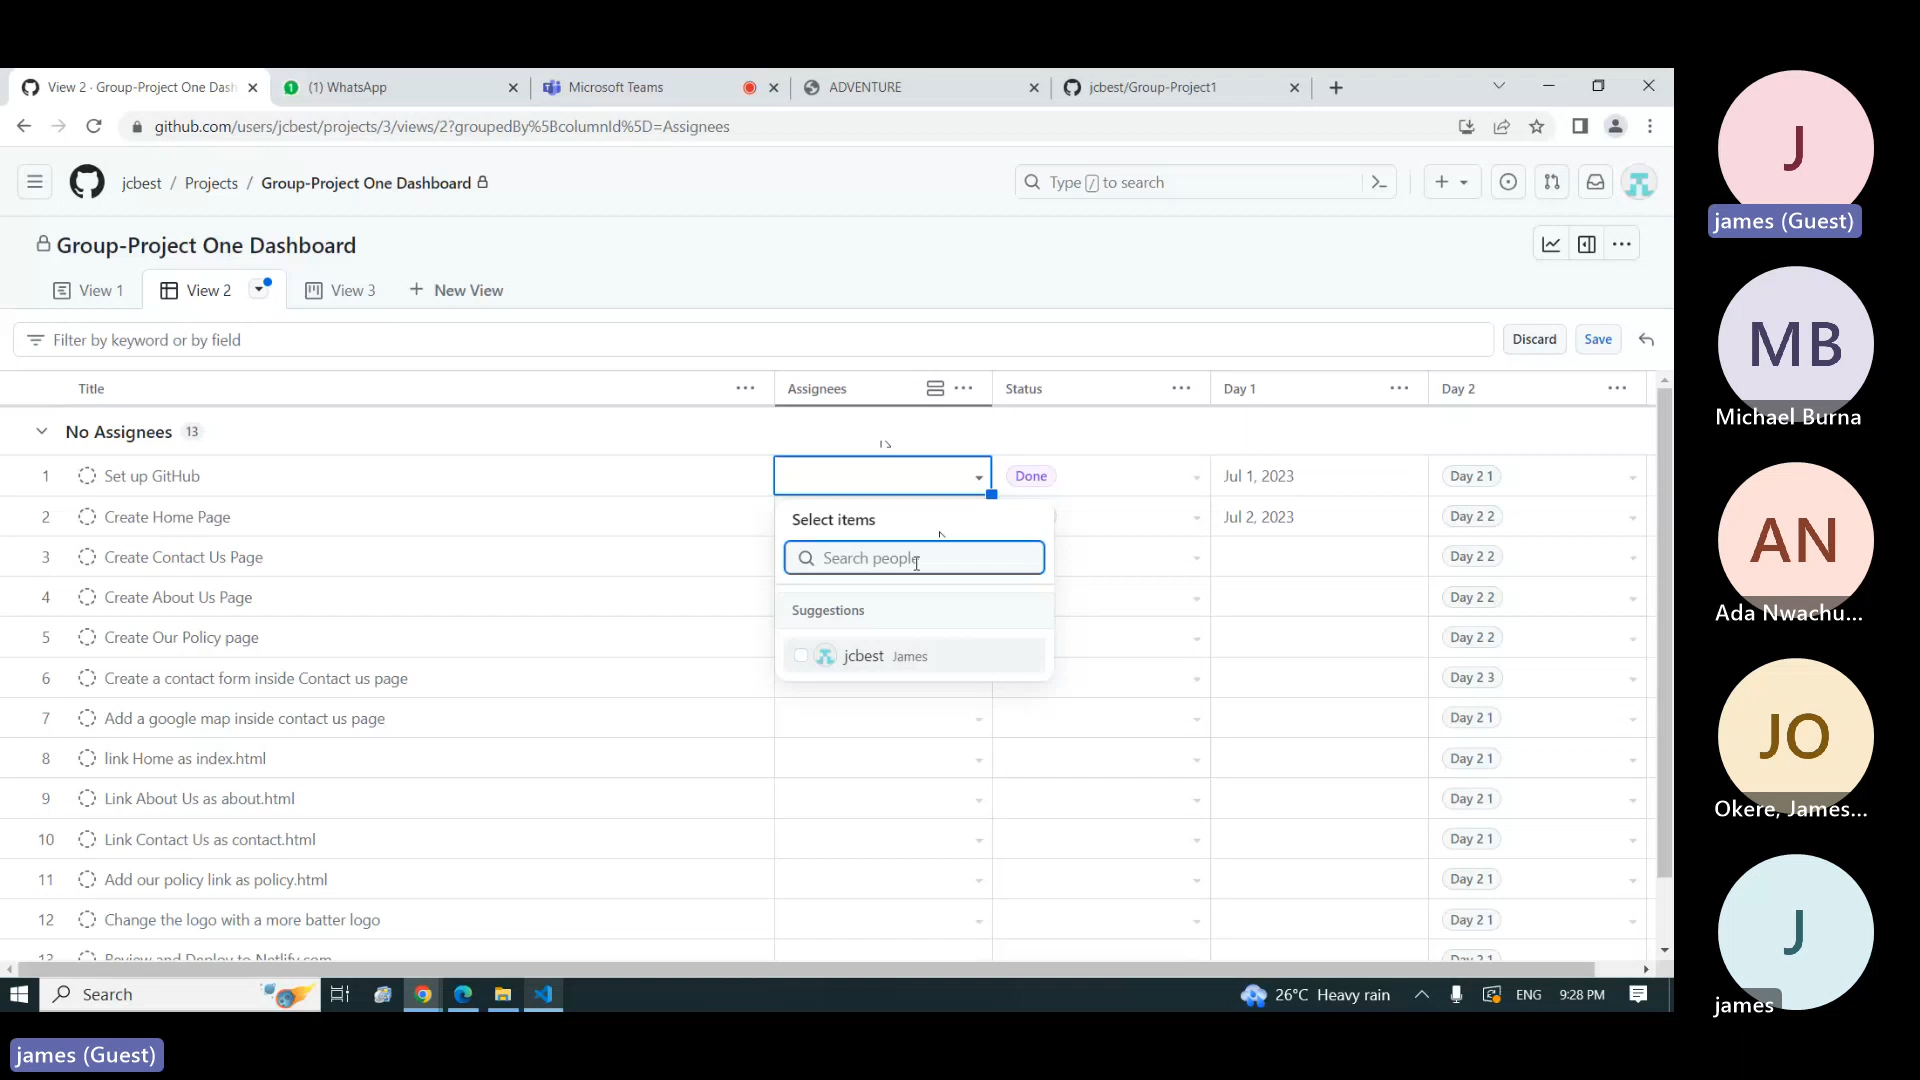 View 2 · Group-Project One Dash
(1) WhatsApp
Microsoft Teams
ADVENTURE
jcbest/Group-Project1
github.com/users/jcbest/projects/3/views/2?groupedBy%5BcolumnId%5D=Assignees
jcbest / Projects / Group-Project One Dashboard
Type / to search
Group-Project One Dashboard
View 1
View 2
View 3
+ New View
Filter by keyword or by field
Discard
Save
Title
Assignees
Status
Day 1
Day 2
No Assignees 13
1 Set up GitHub Done Jul 1, 2023 Day 2 1
2 Create Home Page Jul 2, 2023 Day 2 2
3 Create Contact Us Page Day 2 2
4 Create About Us Page Day 2 2
5 Create Our Policy page Day 2 2
6 Create a contact form inside Contact us page Day 2 3
7 Add a google map inside contact us page Day 2 1
8 link Home as index.html Day 2 1
9 Link About Us as about.html Day 2 1
10 Link Contact Us as contact.html Day 2 1
11 Add our policy link as policy.html Day 2 1
12 Change the logo with a more batter logo Day 2 1
13 Review and Deploy to Netlify.com Day 2 1
Select items
Search people
Suggestions
jcbest James
Search
26°C Heavy rain
ENG
9:28 PM
J
james (Guest)
MB
Michael Burna
AN
Ada Nwachu...
JO
Okere, James...
J
james
james (Guest)